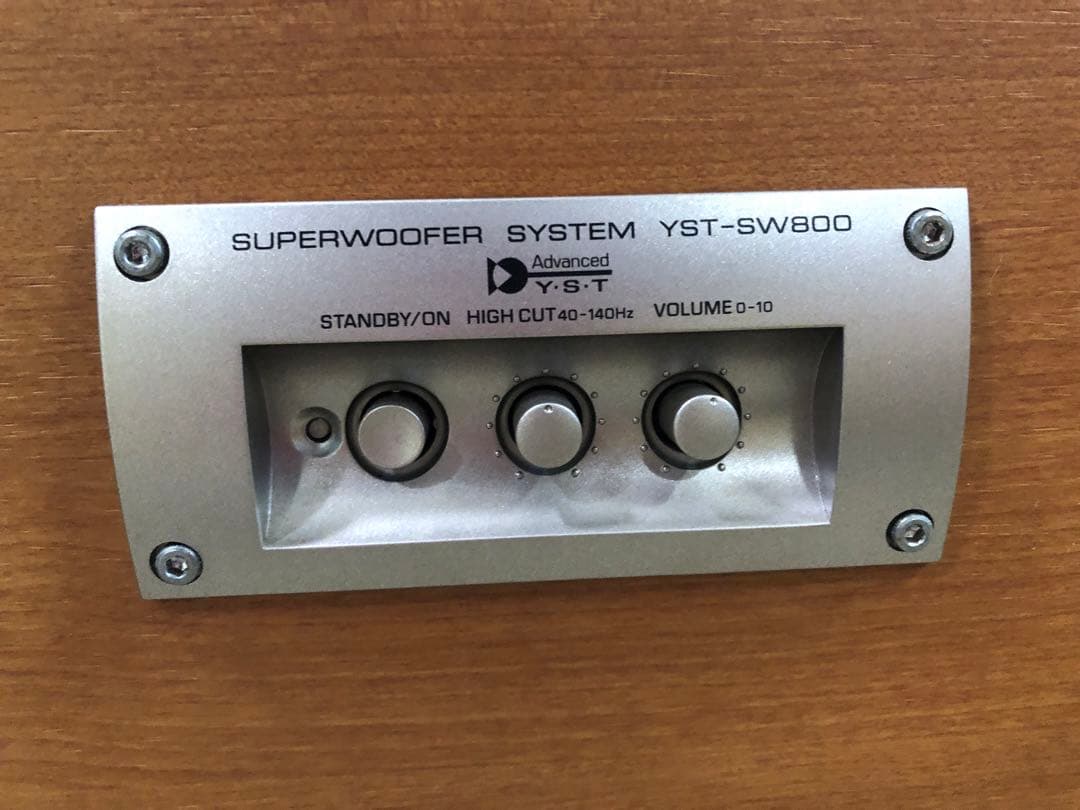 SUPERWOOFER SYSTEM YST-SW800
Advanced
Y·S·T
STANDBY/ON HIGH CUT 40-140Hz VOLUME 0-10